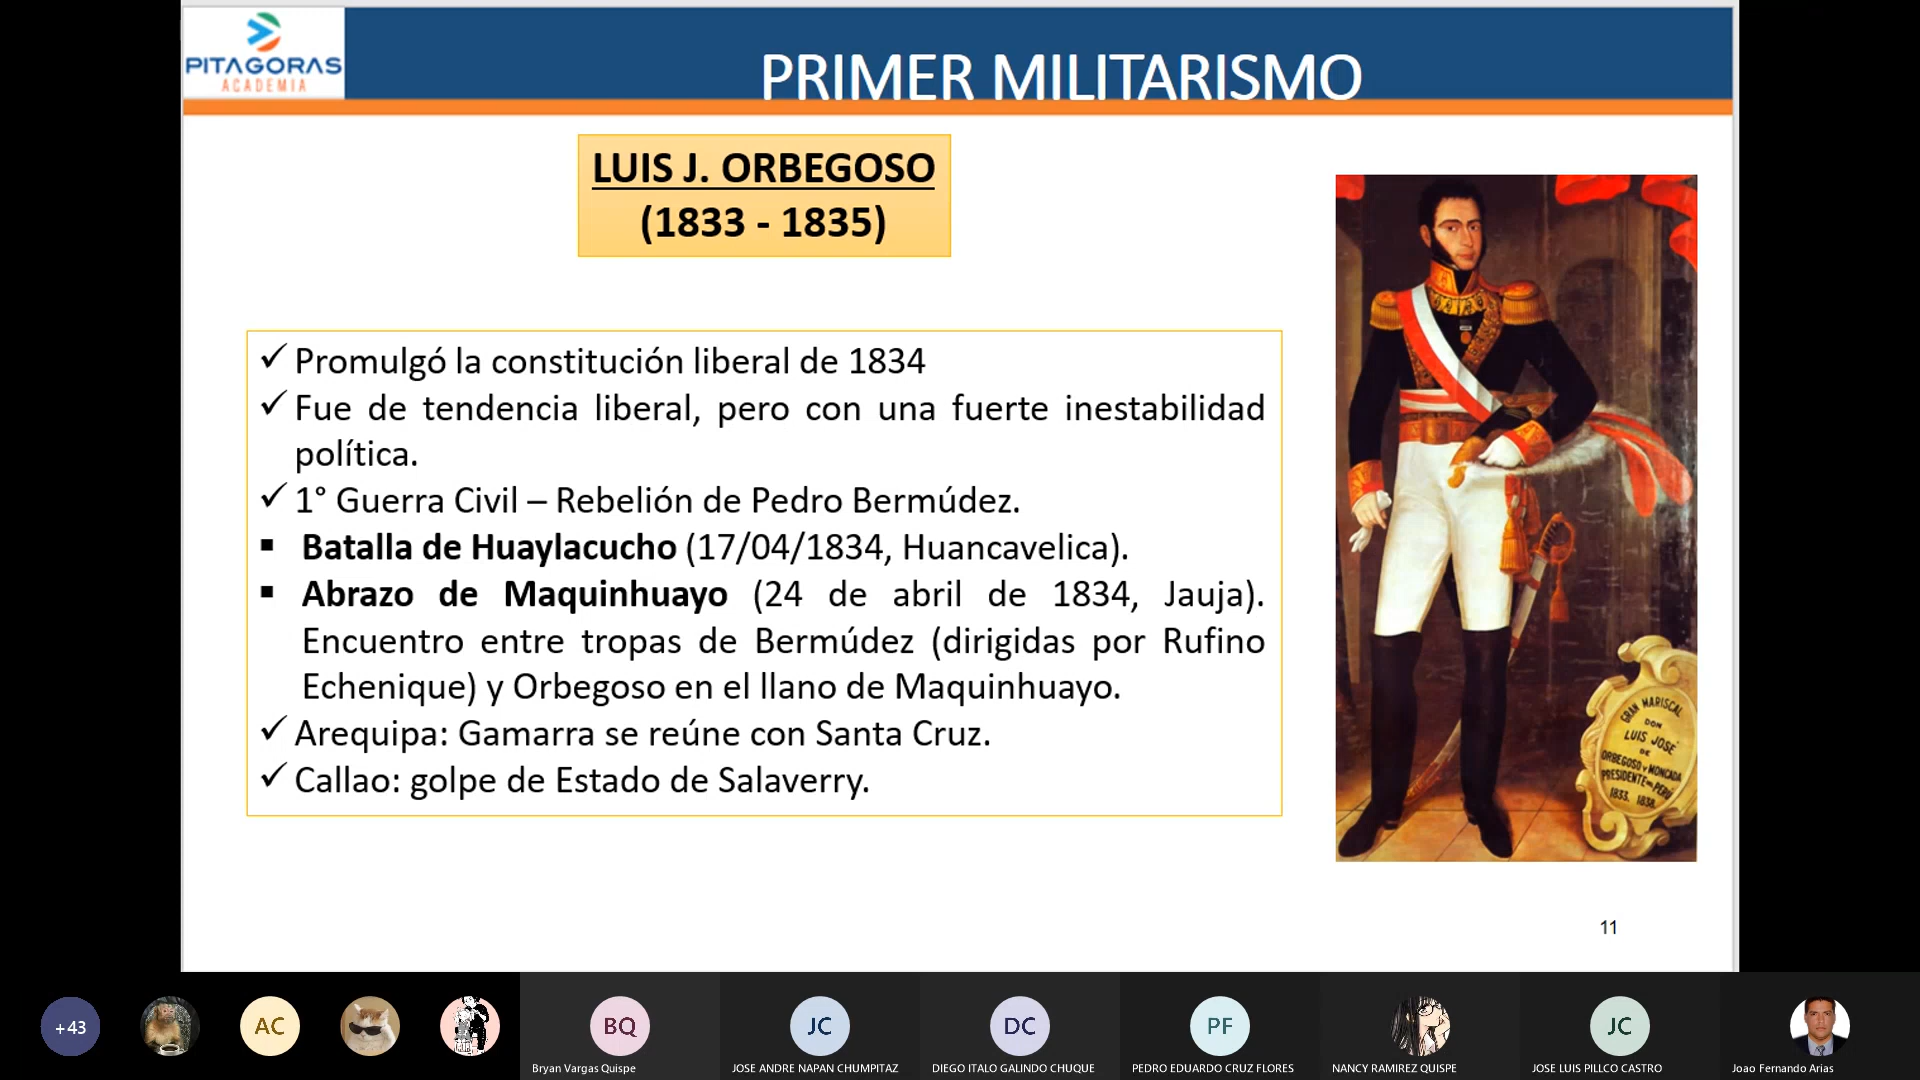 PITAGORAS
ACADEMIA
PRIMER MILITARISMO
LUIS J. ORBEGOSO
(1833 - 1835)
✓ Promulgó la constitución liberal de 1834
✓ Fue de tendencia liberal, pero con una fuerte inestabilidad
política.
✓ 1° Guerra Civil – Rebelión de Pedro Bermúdez.
▪ Batalla de Huaylacucho (17/04/1834, Huancavelica).
▪ Abrazo de Maquinhuayo (24 de abril de 1834, Jauja).
Encuentro entre tropas de Bermúdez (dirigidas por Rufino
Echenique) y Orbegoso en el llano de Maquinhuayo.
✓ Arequipa: Gamarra se reúne con Santa Cruz.
✓ Callao: golpe de Estado de Salaverry.
GRAN MARISCAL
DON
LUIS JOSÉ
DE
ORBEGOSO Y MONCADA
PRESIDENTE DEL PERÚ
1833. 1838.
11
+43
AC
BQ
JC
DC
PF
JC
Bryan Vargas Quispe
JOSE ANDRE NAPAN CHUMPITAZ
DIEGO ITALO GALINDO CHUQUE
PEDRO EDUARDO CRUZ FLORES
NANCY RAMIREZ QUISPE
JOSE LUIS PILLCO CASTRO
Joao Fernando Arias